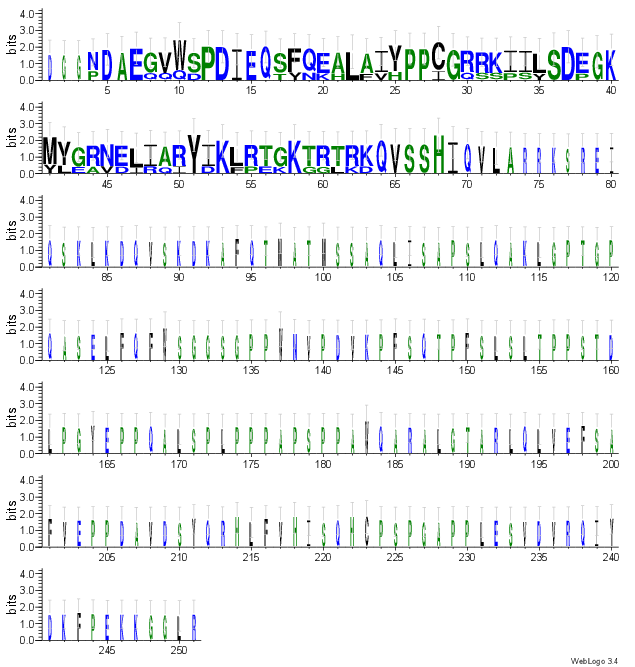 4.0
3.0
2.0
1.0
0.0
bits
DGGNDAEGVWSPDIEQSFQEALAIYPPCGRRKIILSDEGK
5 10 15 20 25 30 35 40
4.0
3.0
2.0
1.0
0.0
bits
MYGRNELIARYIKLRTGKTRTRKQVSSHIQVLARRKSREI
45 50 55 60 65 70 75 80
4.0
3.0
2.0
1.0
0.0
bits
QSKLKDQVSKDKAFQTMATMSSAQLISAPSLQAKLGPTGP
85 90 95 100 105 110 115 120
4.0
3.0
2.0
1.0
0.0
bits
QASELFQFWSGGSGPPWNVPDVKPFSQTPFSLSLTPPSTD
125 130 135 140 145 150 155 160
4.0
3.0
2.0
1.0
0.0
bits
LPGYEPPQALSPLPPPAPSPPAWQARALGTARLQLVEFSA
165 170 175 180 185 190 195 200
4.0
3.0
2.0
1.0
0.0
bits
FVEPPDAVDSYQRHLFVHISQHCPSPGAPPLESVDVRQIY
205 210 215 220 225 230 235 240
4.0
3.0
2.0
1.0
0.0
bits
DKFPEKKGGLR
245 250
WebLogo 3.4